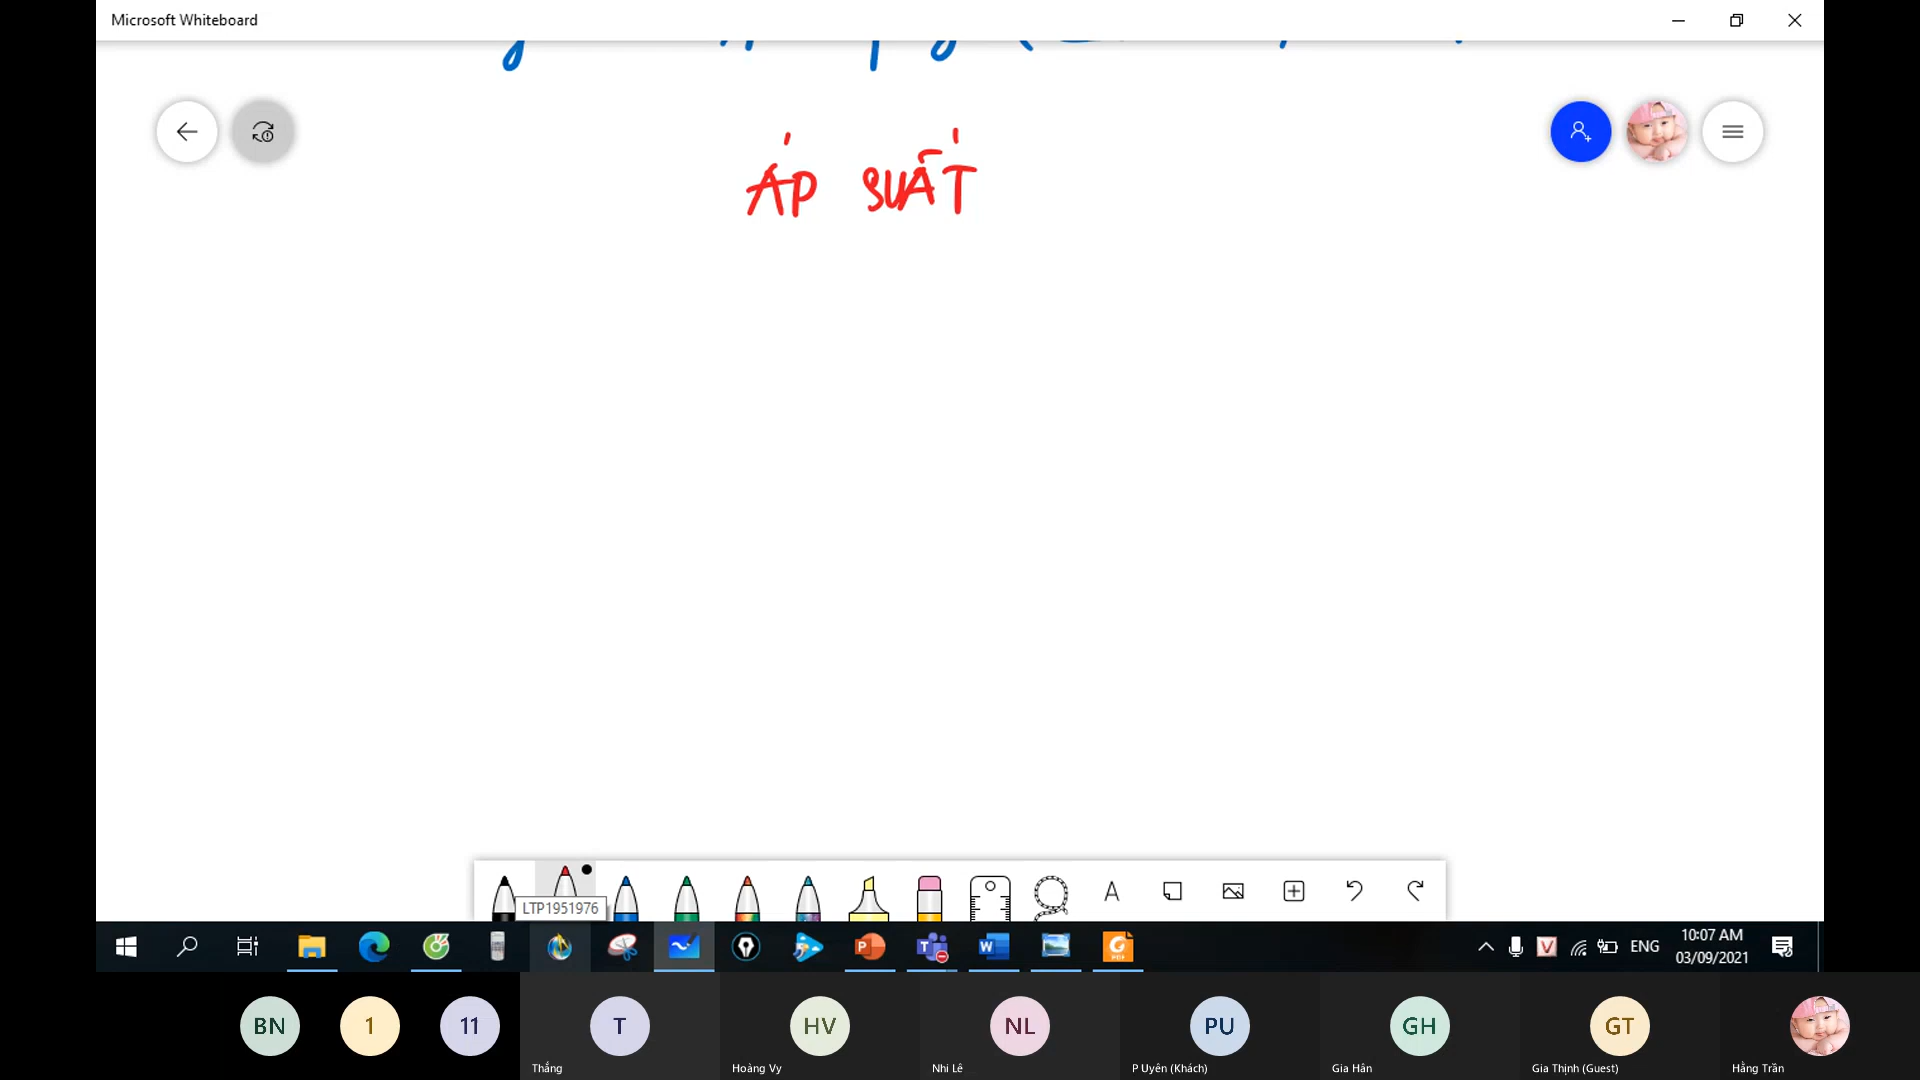 Microsoft Whiteboard
ÁP SUẤT
A
LTP1951976
ENG
10:07 AM
03/09/2021
BN
1
11
T
HV
NL
PU
GH
GT
Thắng
Hoàng Vy
Nhi Lê
P Uyên (Khách)
Gia Hân
Gia Thịnh (Guest)
Hằng Trần